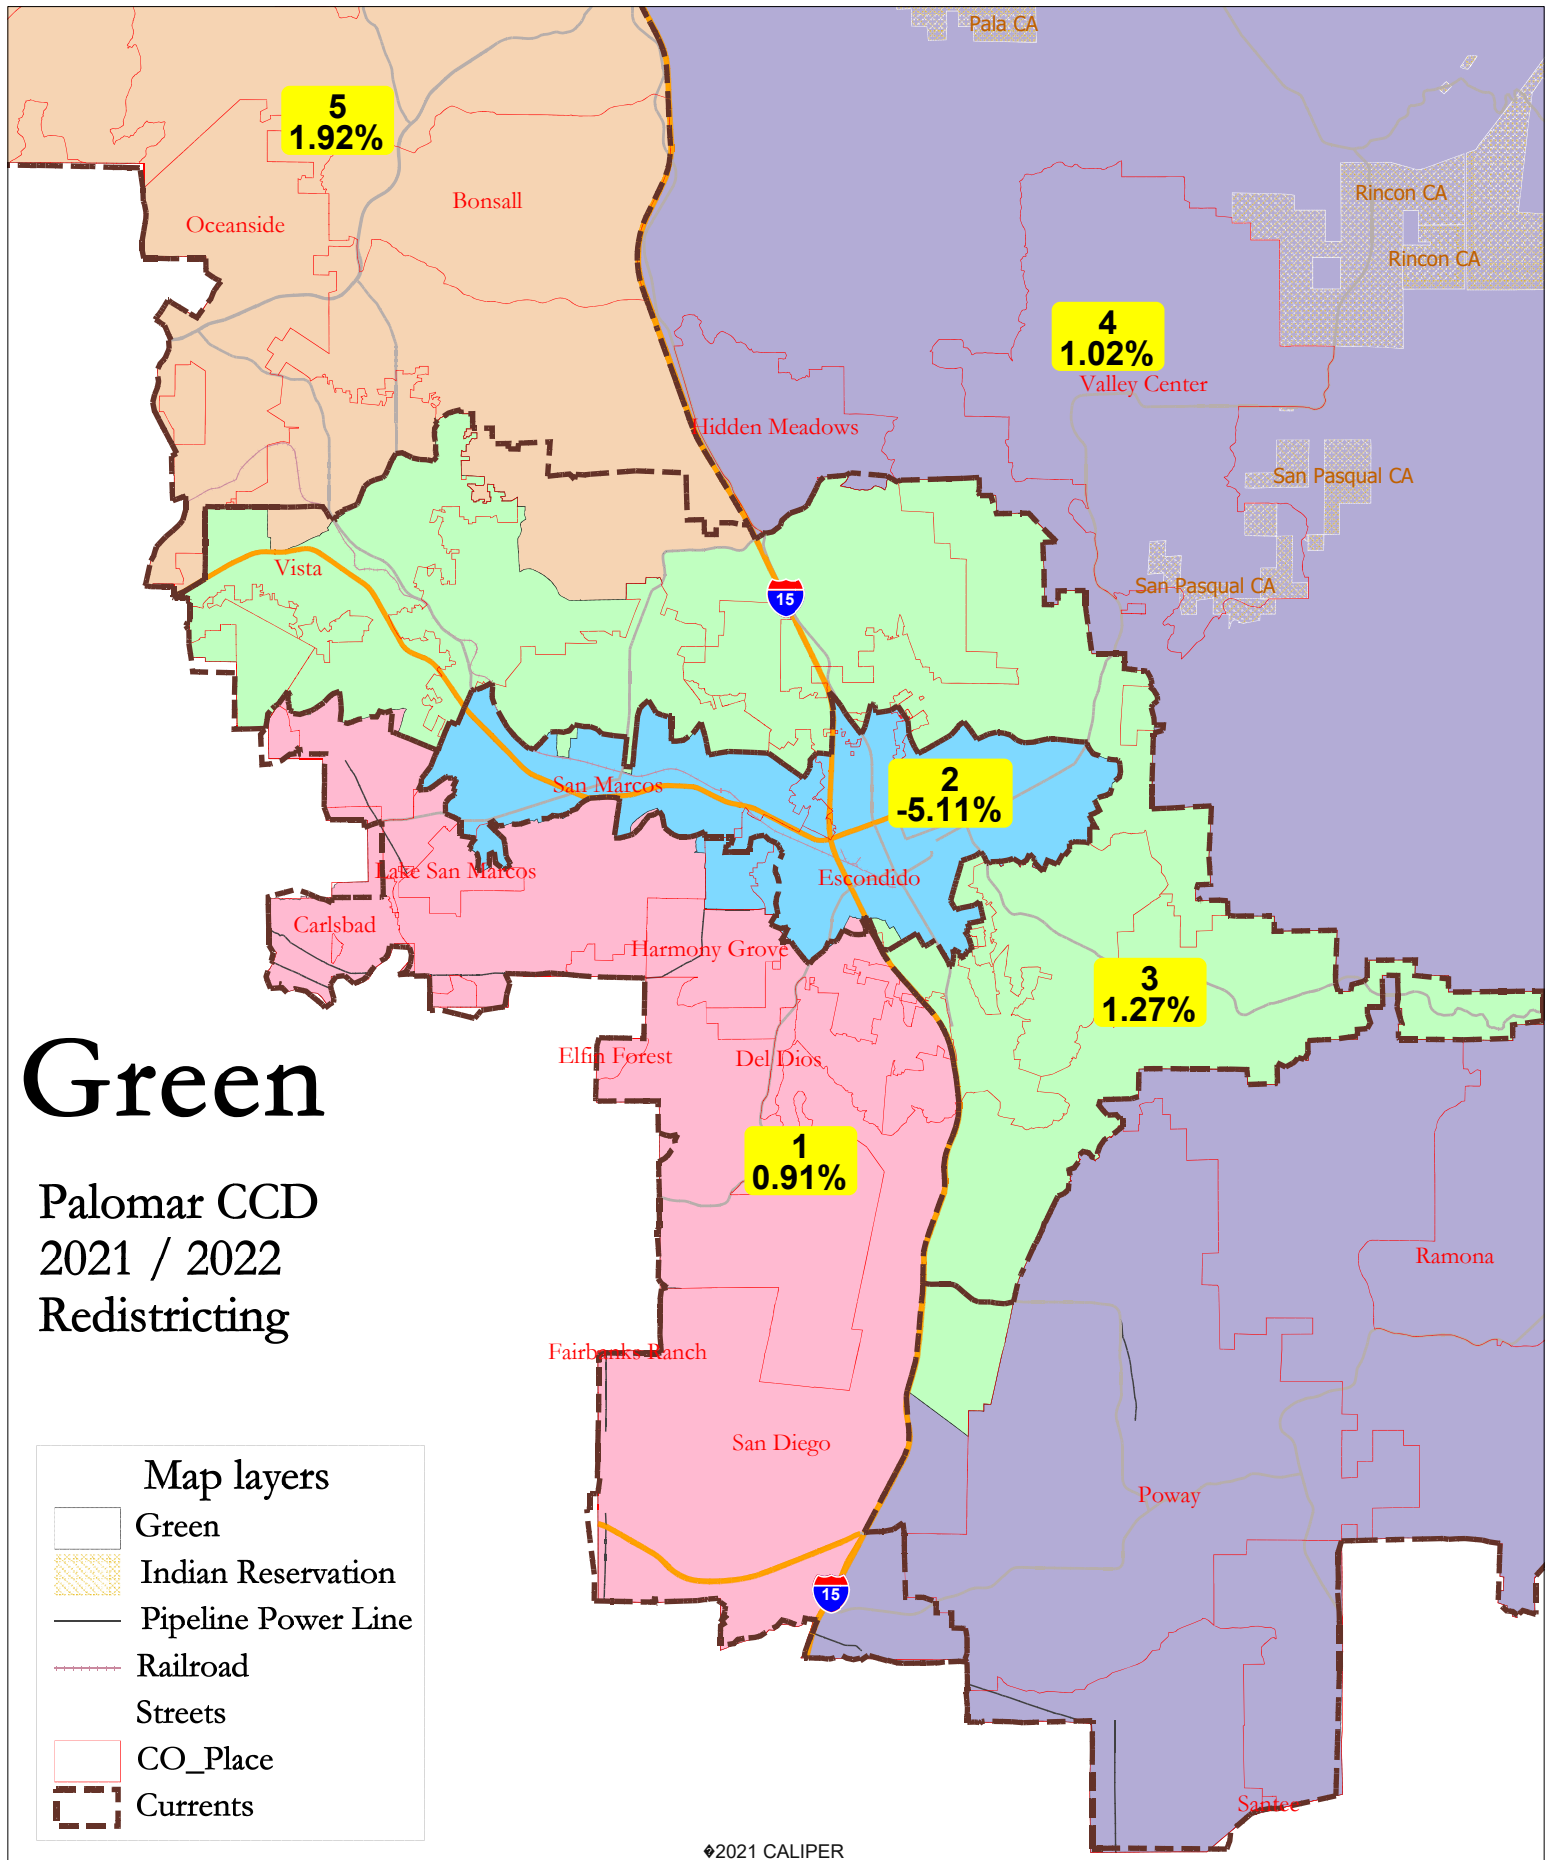 Pala CA
5
1.92%
Rincon CA
Bonsall
Oceanside
Rincon CA
4
1.02%
Valley Center
Hidden Meadows
San Pasqual CA
Vista
San Pasqual CA
15
San Marcos
2
-5.11%
Lake San Marcos
Escondido
Carlsbad
Harmony Grove
3
1.27%
Green
Elfin Forest
Del Dios
1
0.91%
Palomar CCD
2021 / 2022
Redistricting
Ramona
Fairbanks Ranch
San Diego
Poway
15
Santee
Map layers
Green
Indian Reservation
Pipeline Power Line
Railroad
Streets
CO_Place
Currents
�2021 CALIPER